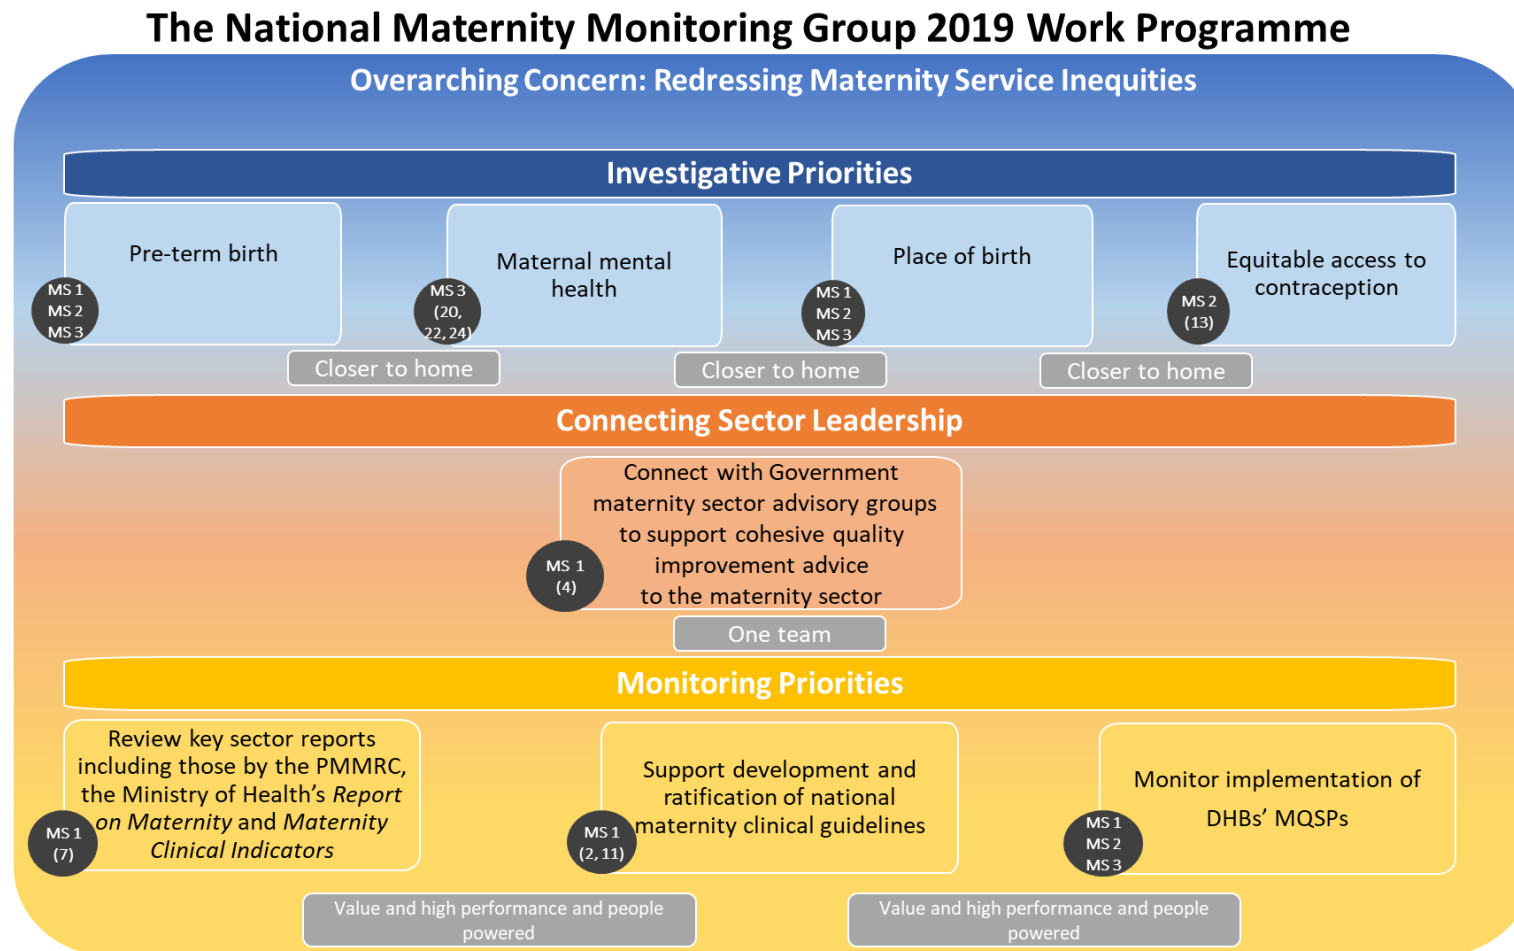 The National Maternity Monitoring Group 2019 Work Programme
Overarching Concern: Redressing Maternity Service Inequities
Investigative Priorities
Pre-term birth
MS 1
MS 2
MS 3
Maternal mental
health
MS 3
(20,
22, 24)
Place of birth
MS 1
MS 2
MS 3
Equitable access to
contraception
MS 2
(13)
Closer to home
Closer to home
Closer to home
Connecting Sector Leadership
Connect with Government
maternity sector advisory groups
to support cohesive quality
improvement advice
to the maternity sector
MS 1
(4)
One team
Monitoring Priorities
Review key sector reports
including those by the PMMRC,
the Ministry of Health’s Report
on Maternity and Maternity
Clinical Indicators
MS 1
(7)
Support development and
ratification of national
maternity clinical guidelines
MS 1
(2, 11)
Monitor implementation of
DHBs’ MQSPs
MS 1
MS 2
MS 3
Value and high performance and people
powered
Value and high performance and people
powered